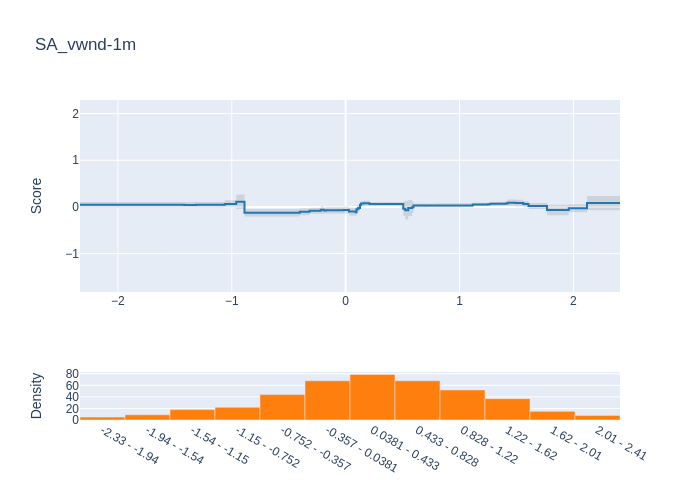 SA_vwnd-1m
Score
2
1
0
−1
−2
−1
0
1
2
Density
80
60
40
20
0
-2.33 - -1.94
-1.94 - -1.54
-1.54 - -1.15
-1.15 - -0.752
-0.752 - -0.357
-0.357 - 0.0381
0.0381 - 0.433
0.433 - 0.828
0.828 - 1.22
1.22 - 1.62
1.62 - 2.01
2.01 - 2.41